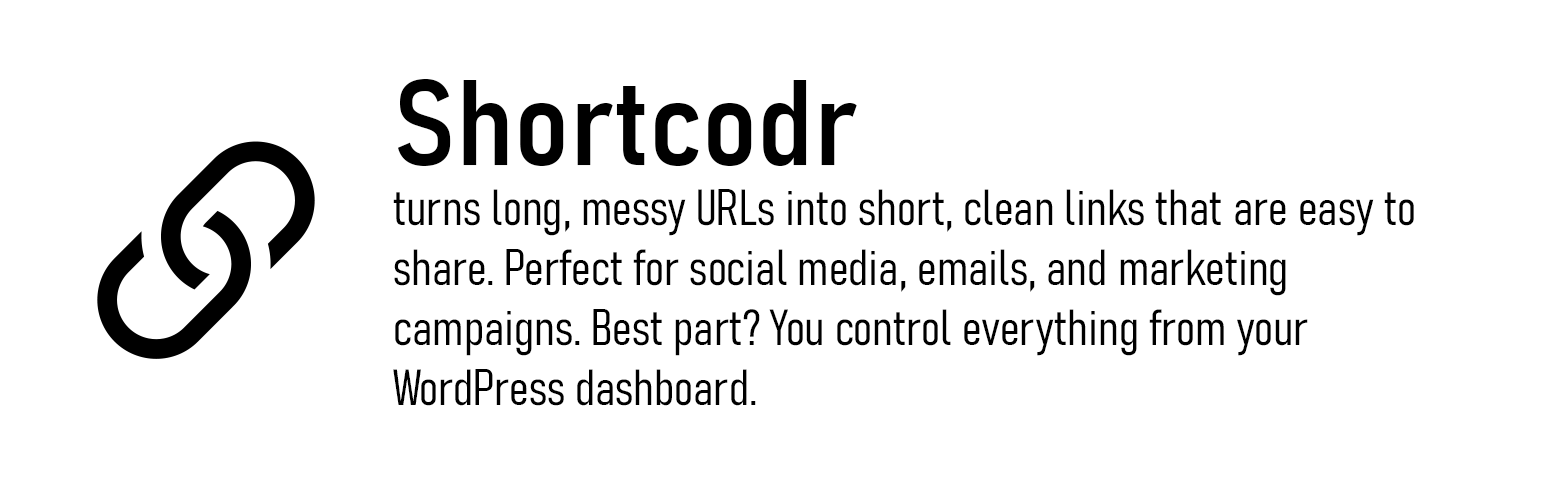 Shortcodr
turns long, messy URLs into short, clean links that are easy to
share. Perfect for social media, emails, and marketing
campaigns. Best part? You control everything from your
WordPress dashboard.